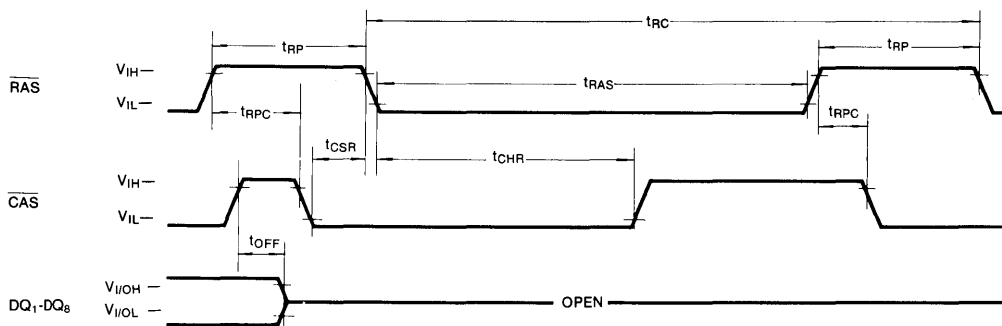 tRC
tRP
tRP
VIH—
RAS
tRAS
VIL—
tRPC
tRPC
tCSR
tCHR
VIH—
CAS
VIL—
tOFF
VI/OH—
DQ1-DQ8
OPEN
VI/OL—